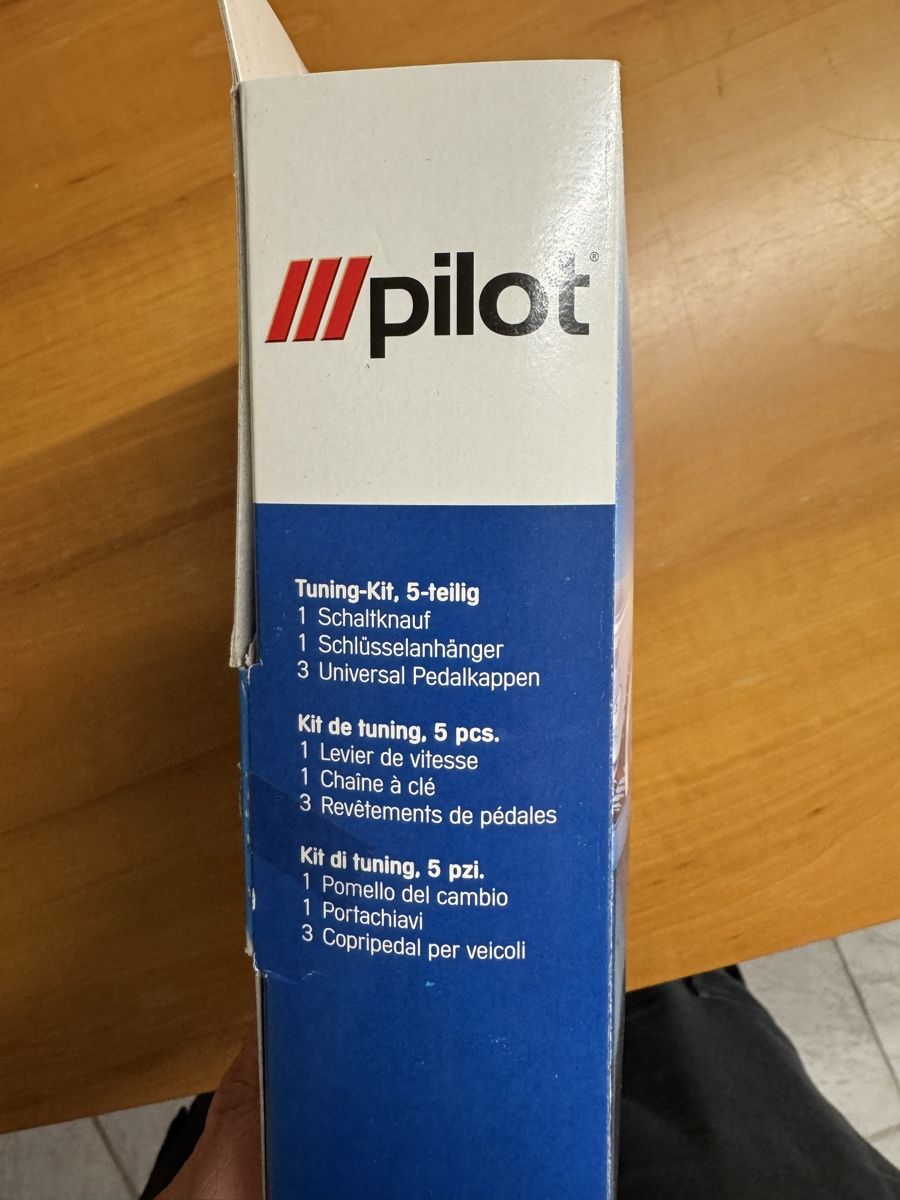 pilot®
Tuning-Kit, 5-teilig
1 Schaltknauf
1 Schlüsselanhänger
3 Universal Pedalkappen
Kit de tuning, 5 pcs.
1 Levier de vitesse
1 Chaîne à clé
3 Revêtements de pédales
Kit di tuning, 5 pzi.
1 Pomello del cambio
1 Portachiavi
3 Copripedal per veicoli